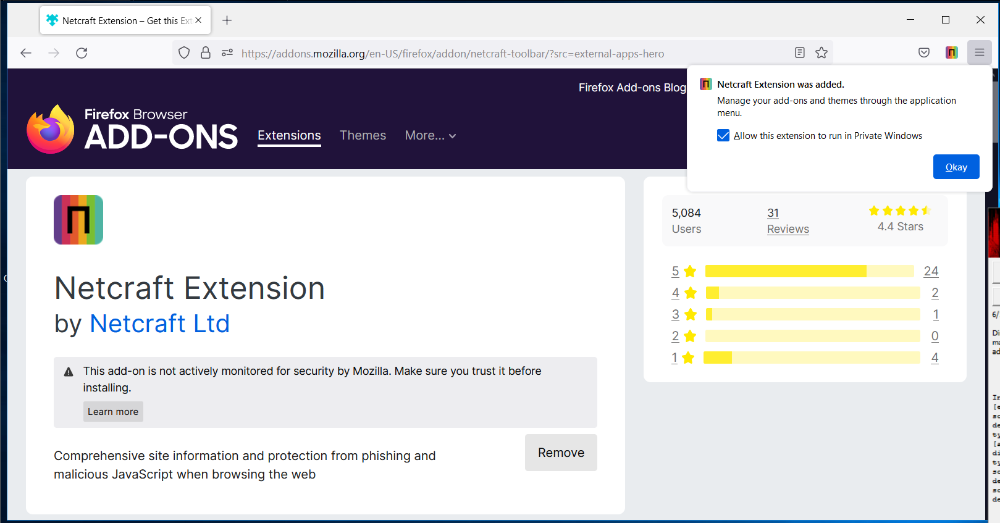 Netcraft Extension – Get this Ext
https://addons.mozilla.org/en-US/firefox/addon/netcraft-toolbar/?src=external-apps-hero
Netcraft Extension was added.
Manage your add-ons and themes through the application
menu.
Allow this extension to run in Private Windows
Okay
Firefox Add-ons Blog
Firefox Browser
ADD-ONS
Extensions
Themes
More...
Netcraft Extension
by Netcraft Ltd
This add-on is not actively monitored for security by Mozilla. Make sure you trust it before
installing.
Learn more
Comprehensive site information and protection from phishing and
malicious JavaScript when browsing the web
Remove
5,084
Users
31
Reviews
4.4 Stars
5 24
4 2
3 1
2 0
1 4